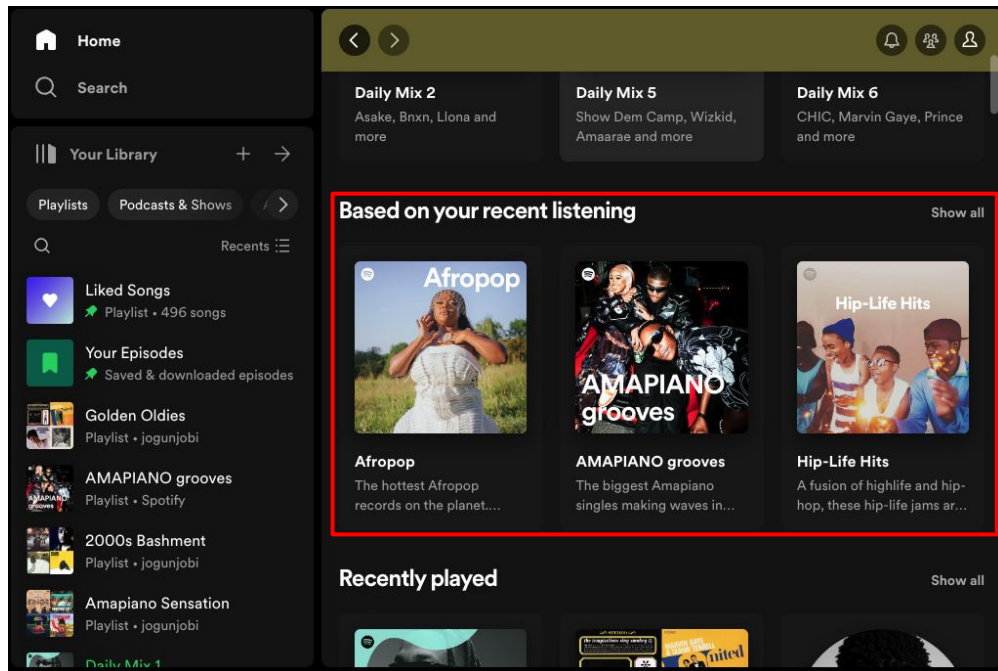 Home
Search
Your Library
Playlists
Podcasts & Shows
Recents
Liked Songs
Playlist • 496 songs
Your Episodes
Saved & downloaded episodes
Golden Oldies
Playlist • jogunjobi
AMAPIANO grooves
Playlist • Spotify
2000s Bashment
Playlist • jogunjobi
Amapiano Sensation
Playlist • jogunjobi
Daily Mix 1
Daily Mix 2
Asake, Bnxn, Llona and
more
Daily Mix 5
Show Dem Camp, Wizkid,
Amaarae and more
Daily Mix 6
CHIC, Marvin Gaye, Prince
and more
Based on your recent listening
Show all
Afropop
AMAPIANO
grooves
Hip-Life Hits
Afropop
The hottest Afropop
records on the planet....
AMAPIANO grooves
The biggest Amapiano
singles making waves in...
Hip-Life Hits
A fusion of highlife and hip-
hop, these hip-life jams ar...
Recently played
Show all